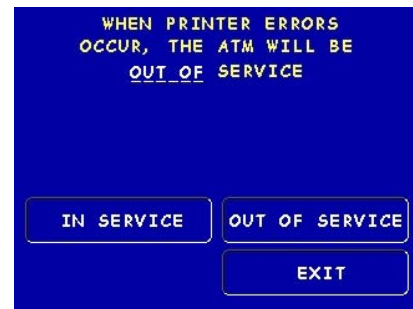 WHEN PRINTER ERRORS
OCCUR, THE ATM WILL BE
OUT OF SERVICE
IN SERVICE
OUT OF SERVICE
EXIT